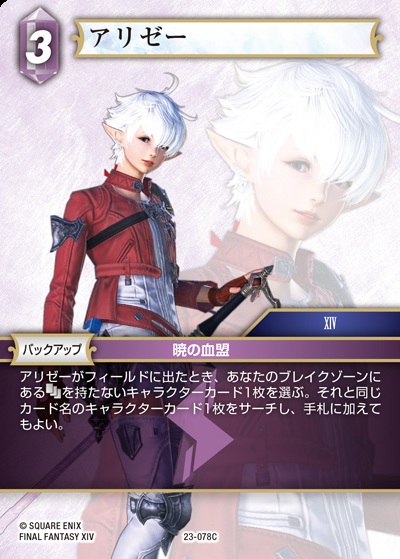 3
アリゼー
XIV
バックアップ
暁の血盟
アリゼーがフィールドに出たとき、あなたのブレイクゾーンに
あるを持たないキャラクターカード1枚を選ぶ。それと同じ
カード名のキャラクターカード1枚をサーチし、手札に加えて
もよい。
© SQUARE ENIX
FINAL FANTASY XIV
23-078C